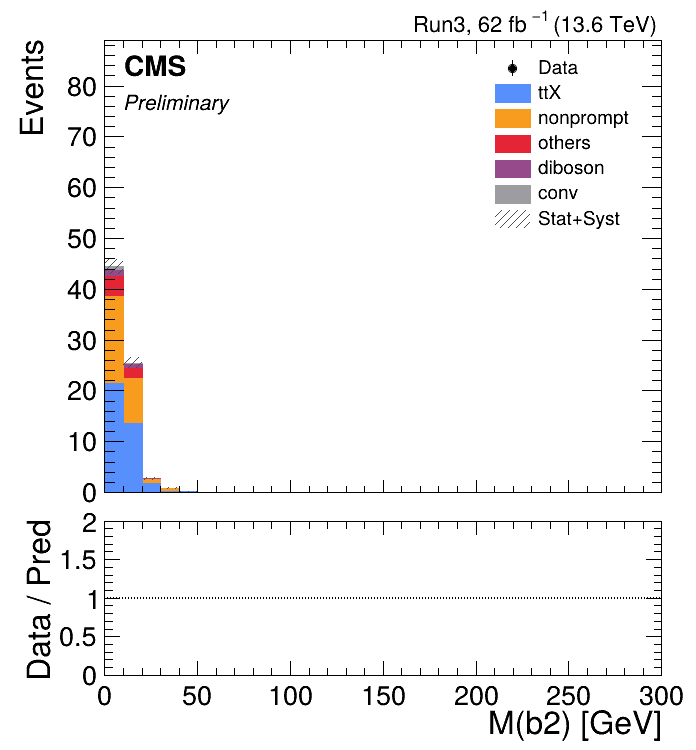 Run3, 62 fb⁻¹ (13.6 TeV)
CMS
Preliminary
Events
80
70
60
50
40
30
20
10
0
Data
ttX
nonprompt
others
diboson
conv
Stat+Syst
Data / Pred
2
1.5
1
0.5
0
0 50 100 150 200 250 300
M(b2) [GeV]